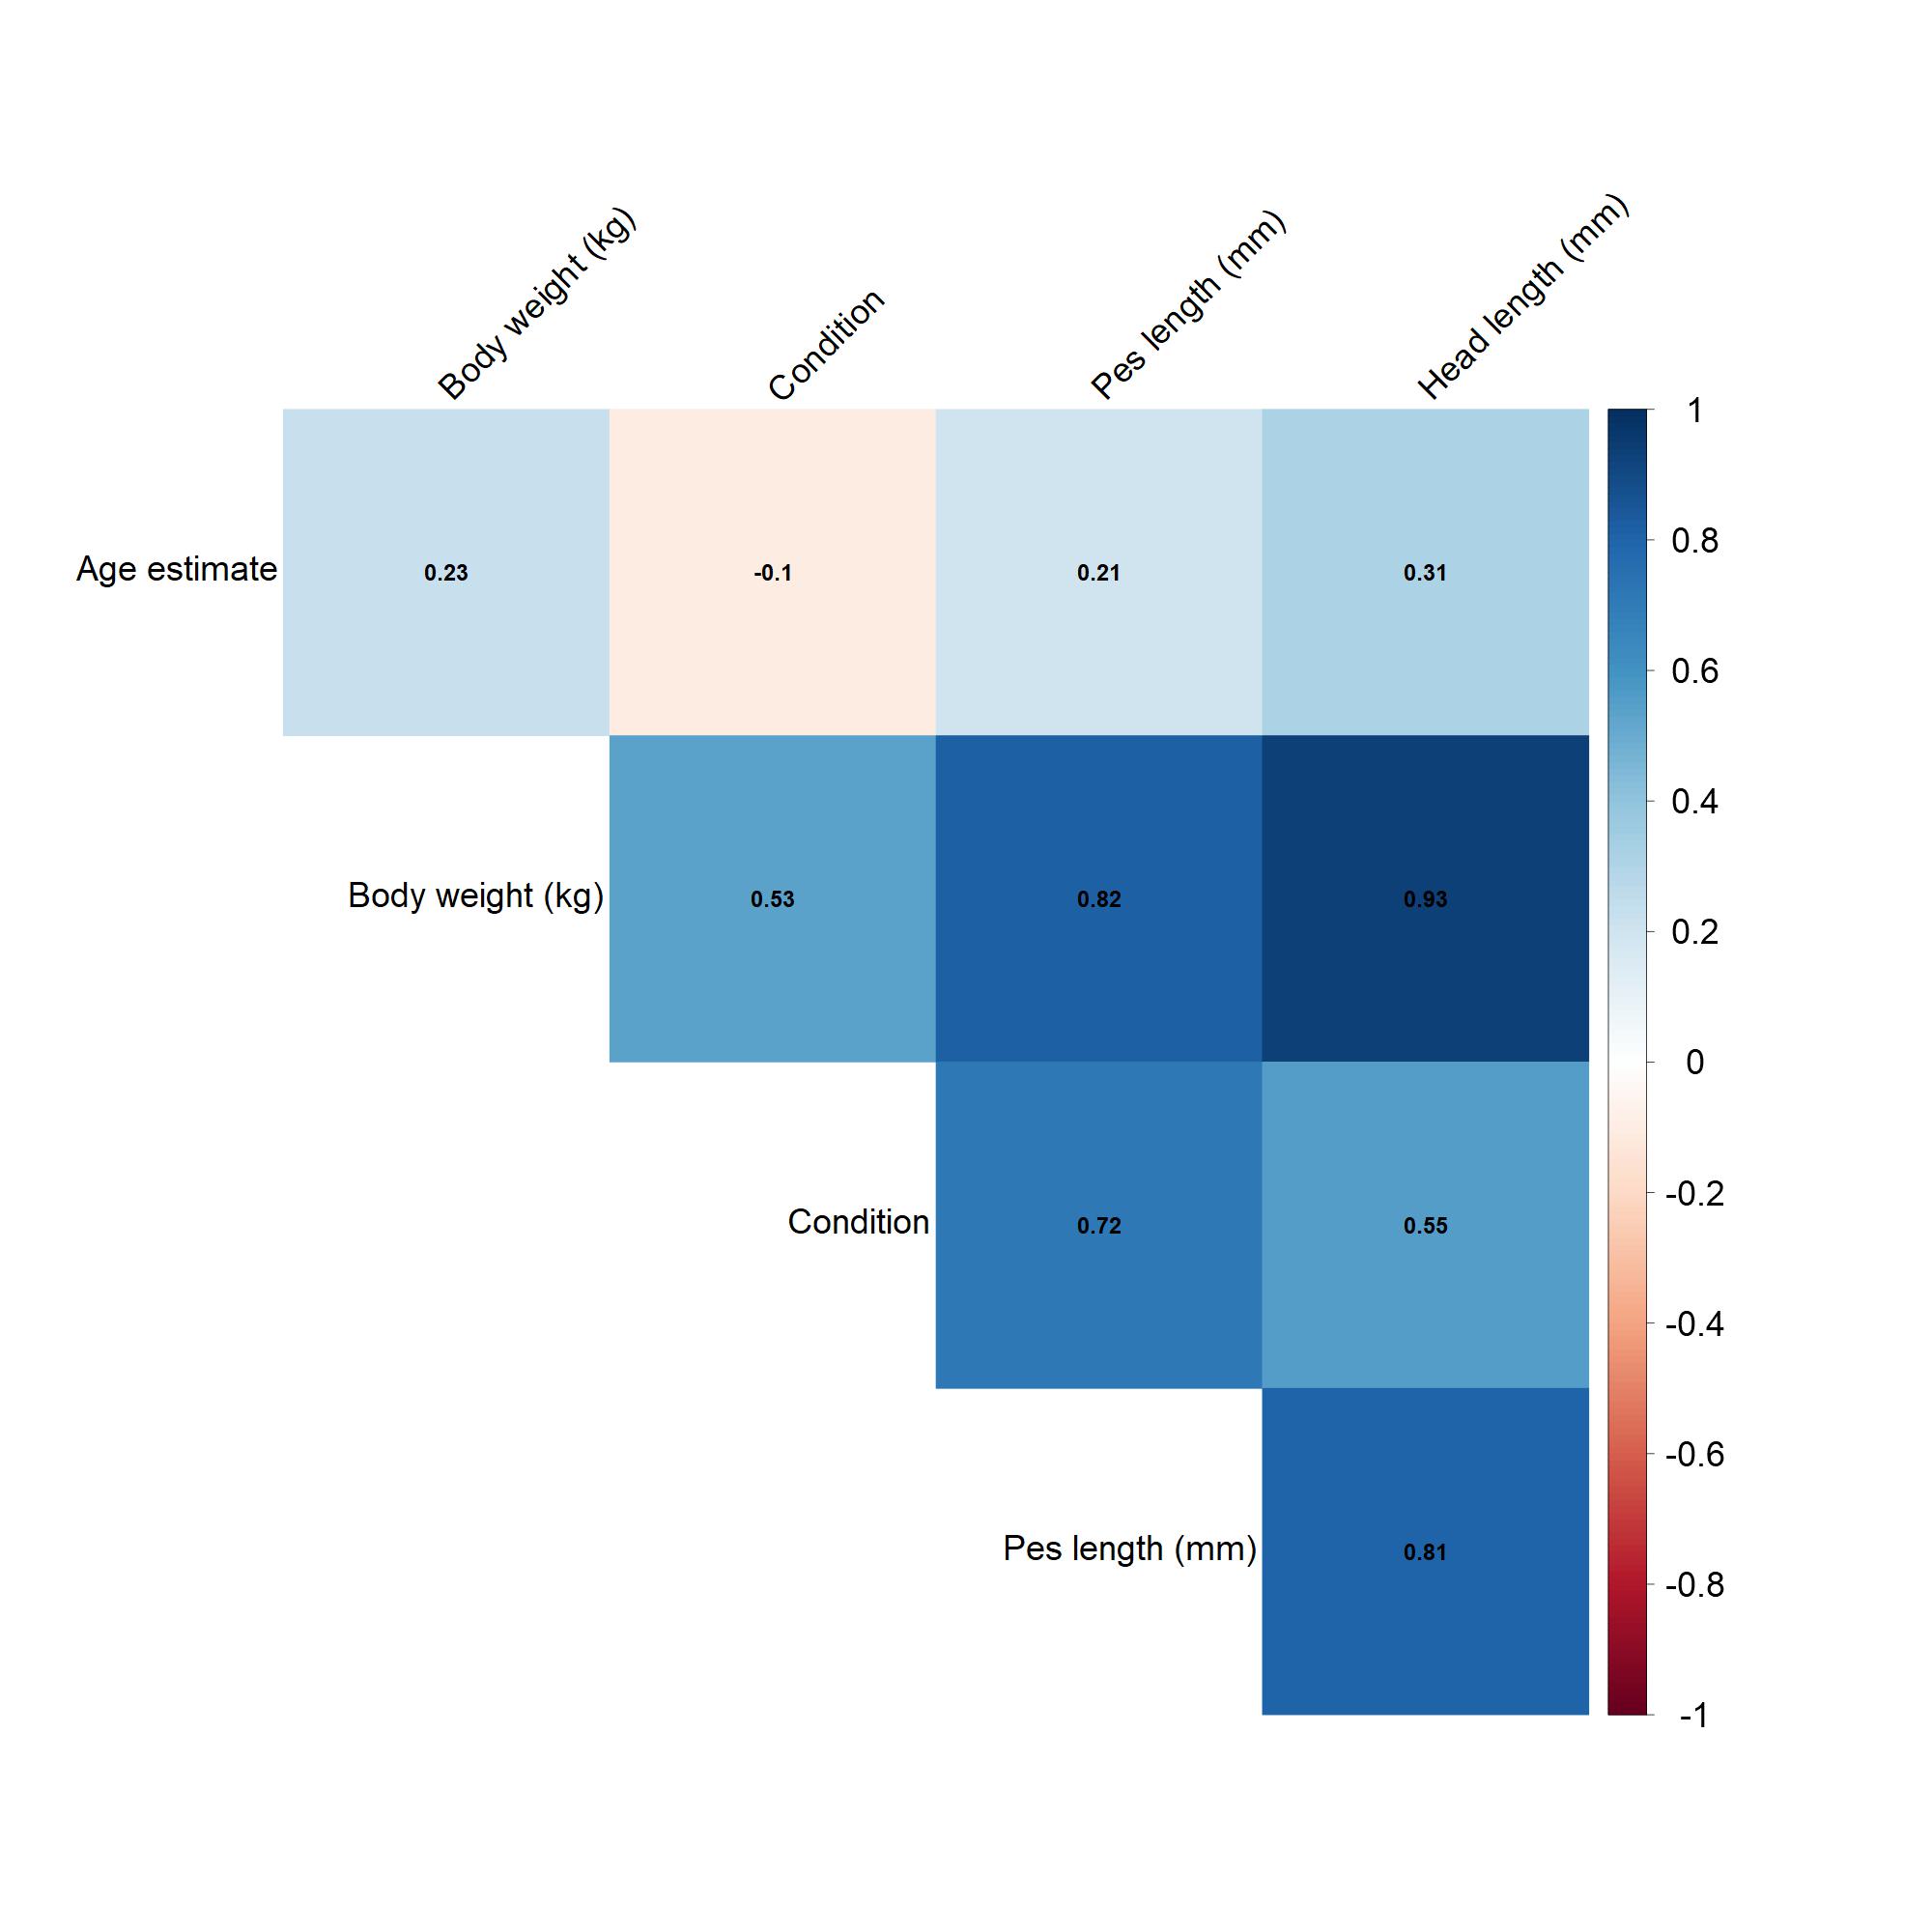 Body weight (kg)
Condition
Pes length (mm)
Head length (mm)
1
Age estimate
0.23
-0.1
0.21
0.31
0.8
0.6
0.4
Body weight (kg)
0.53
0.82
0.93
0.2
0
Condition
0.72
0.55
-0.2
-0.4
-0.6
Pes length (mm)
0.81
-0.8
-1